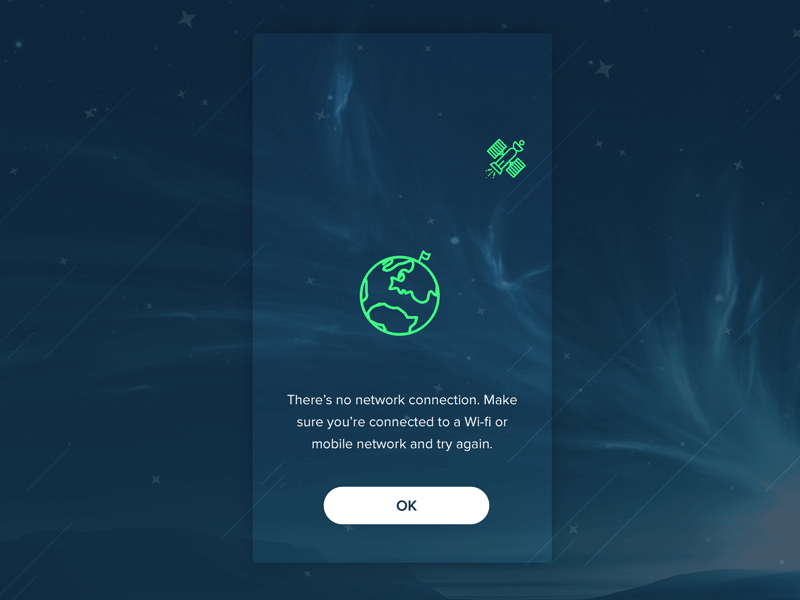 There’s no network connection. Make
sure you’re connected to a Wi-fi or
mobile network and try again.
OK